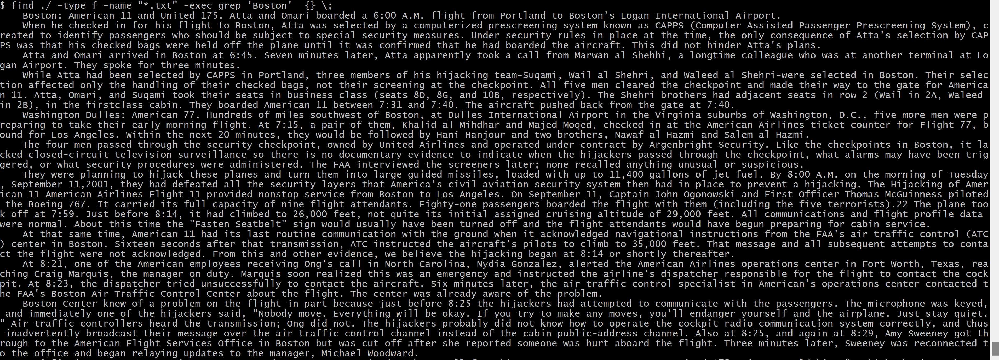 $ find ./ -type f -name "*.txt" -exec grep 'Boston'  {} \;
    Boston: American 11 and United 175. Atta and Omari boarded a 6:00 A.M. flight from Portland to Boston's Logan International Airport.
    When he checked in for his flight to Boston, Atta was selected by a computerized prescreening system known as CAPPS (Computer Assisted Passenger Prescreening System), c
reated to identify passengers who should be subject to special security measures. Under security rules in place at the time, the only consequence of Atta's selection by CAP
PS was that his checked bags were held off the plane until it was confirmed that he had boarded the aircraft. This did not hinder Atta's plans.
    Atta and Omari arrived in Boston at 6:45. Seven minutes later, Atta apparently took a call from Marwan al Shehhi, a longtime colleague who was at another terminal at Lo
gan Airport. They spoke for three minutes.
    While Atta had been selected by CAPPS in Portland, three members of his hijacking team-Suqami, Wail al Shehri, and Waleed al Shehri-were selected in Boston. Their selec
tion affected only the handling of their checked bags, not their screening at the checkpoint. All five men cleared the checkpoint and made their way to the gate for America
n 11. Atta, Omari, and Suqami took their seats in business class (seats 8D, 8G, and 10B, respectively). The Shehri brothers had adjacent seats in row 2 (Wail in 2A, Waleed
in 2B), in the firstclass cabin. They boarded American 11 between 7:31 and 7:40. The aircraft pushed back from the gate at 7:40.
    Washington Dulles: American 77. Hundreds of miles southwest of Boston, at Dulles International Airport in the Virginia suburbs of Washington, D.C., five more men were p
reparing to take their early morning flight. At 7:15, a pair of them, Khalid al Mihdhar and Majed Moqed, checked in at the American Airlines ticket counter for Flight 77, b
ound for Los Angeles. Within the next 20 minutes, they would be followed by Hani Hanjour and two brothers, Nawaf al Hazmi and Salem al Hazmi.
    The four men passed through the security checkpoint, owned by United Airlines and operated under contract by Argenbright Security. Like the checkpoints in Boston, it la
cked closed-circuit television surveillance so there is no documentary evidence to indicate when the hijackers passed through the checkpoint, what alarms may have been trig
gered, or what security procedures were administered. The FAA interviewed the screeners later; none recalled anything unusual or suspicious.
    They were planning to hijack these planes and turn them into large guided missiles, loaded with up to 11,400 gallons of jet fuel. By 8:00 A.M. on the morning of Tuesday
, September 11,2001, they had defeated all the security layers that America's civil aviation security system then had in place to prevent a hijacking. The Hijacking of Amer
ican 11 American Airlines Flight 11 provided nonstop service from Boston to Los Angeles. On September 11, Captain John Ogonowski and First Officer Thomas McGuinness piloted
 the Boeing 767. It carried its full capacity of nine flight attendants. Eighty-one passengers boarded the flight with them (including the five terrorists).22 The plane too
k off at 7:59. Just before 8:14, it had climbed to 26,000 feet, not quite its initial assigned cruising altitude of 29,000 feet. All communications and flight profile data
were normal. About this time the "Fasten Seatbelt" sign would usually have been turned off and the flight attendants would have begun preparing for cabin service.
    At that same time, American 11 had its last routine communication with the ground when it acknowledged navigational instructions from the FAA's air traffic control (ATC
) center in Boston. Sixteen seconds after that transmission, ATC instructed the aircraft's pilots to climb to 35,000 feet. That message and all subsequent attempts to conta
ct the flight were not acknowledged. From this and other evidence, we believe the hijacking began at 8:14 or shortly thereafter.
    At 8:21, one of the American employees receiving Ong's call in North Carolina, Nydia Gonzalez, alerted the American Airlines operations center in Fort Worth, Texas, rea
ching Craig Marquis, the manager on duty. Marquis soon realized this was an emergency and instructed the airline's dispatcher responsible for the flight to contact the cock
pit. At 8:23, the dispatcher tried unsuccessfully to contact the aircraft. Six minutes later, the air traffic control specialist in American's operations center contacted t
he FAA's Boston Air Traffic Control Center about the flight. The center was already aware of the problem.
    Boston Center knew of a problem on the flight in part because just before 8:25 the hijackers had attempted to communicate with the passengers. The microphone was keyed,
 and immediately one of the hijackers said, "Nobody move. Everything will be okay. If you try to make any moves, you'll endanger yourself and the airplane. Just stay quiet.
" Air traffic controllers heard the transmission; Ong did not. The hijackers probably did not know how to operate the cockpit radio communication system correctly, and thus
 inadvertently broadcast their message over the air traffic control channel instead of the cabin public-address channel. Also at 8:25, and again at 8:29, Amy Sweeney got th
rough to the American Flight Services Office in Boston but was cut off after she reported someone was hurt aboard the flight. Three minutes later, Sweeney was reconnected t
o the office and began relaying updates to the manager, Michael Woodward.